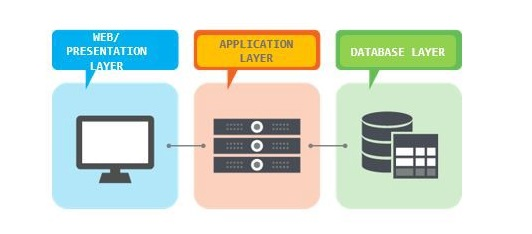 WEB/
PRESENTATION
LAYER
APPLICATION
LAYER
DATABASE LAYER